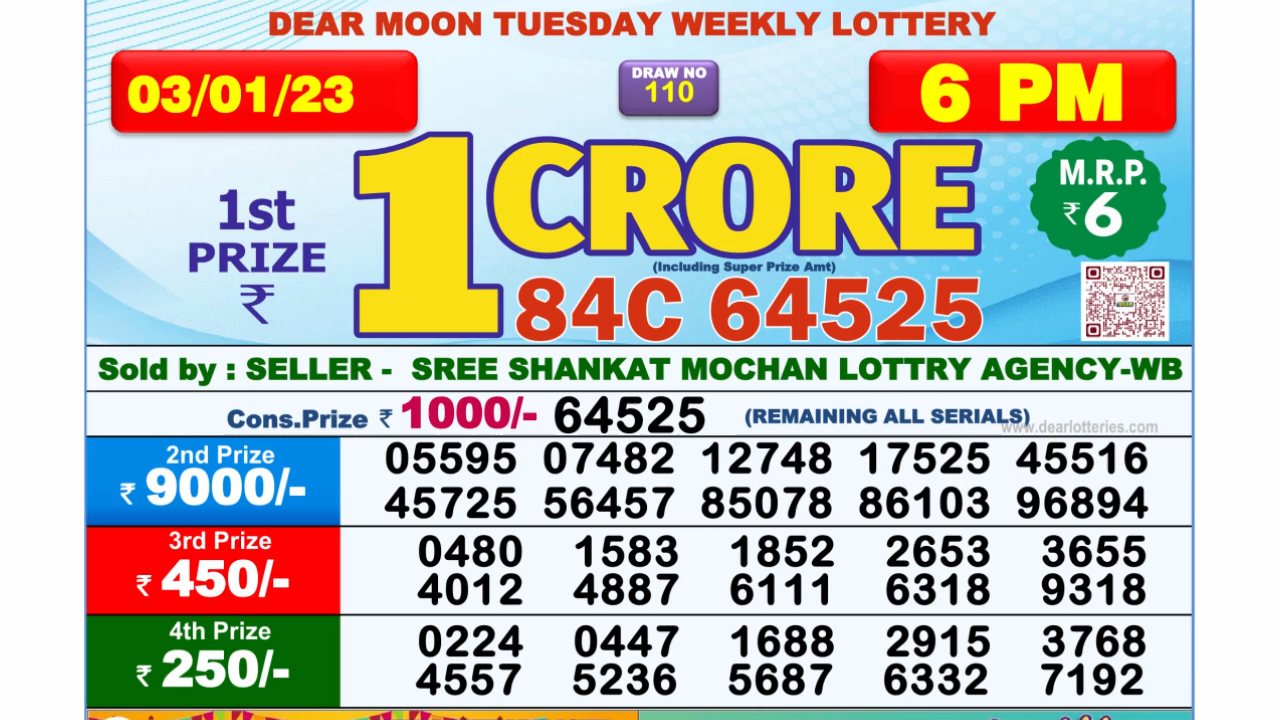 DEAR MOON TUESDAY WEEKLY LOTTERY
03/01/23
DRAW NO
110
6 PM
1st
PRIZE
₹
1 CRORE
(Including Super Prize Amt)
84C 64525
M.R.P.
₹ 6
Sold by : SELLER - SREE SHANKAT MOCHAN LOTTRY AGENCY-WB
Cons.Prize ₹ 1000/- 64525 (REMAINING ALL SERIALS)
www.dearlotteries.com
2nd Prize
₹ 9000/-
05595 07482 12748 17525 45516
45725 56457 85078 86103 96894
3rd Prize
₹ 450/-
0480 1583 1852 2653 3655
4012 4887 6111 6318 9318
4th Prize
₹ 250/-
0224 0447 1688 2915 3768
4557 5236 5687 6332 7192